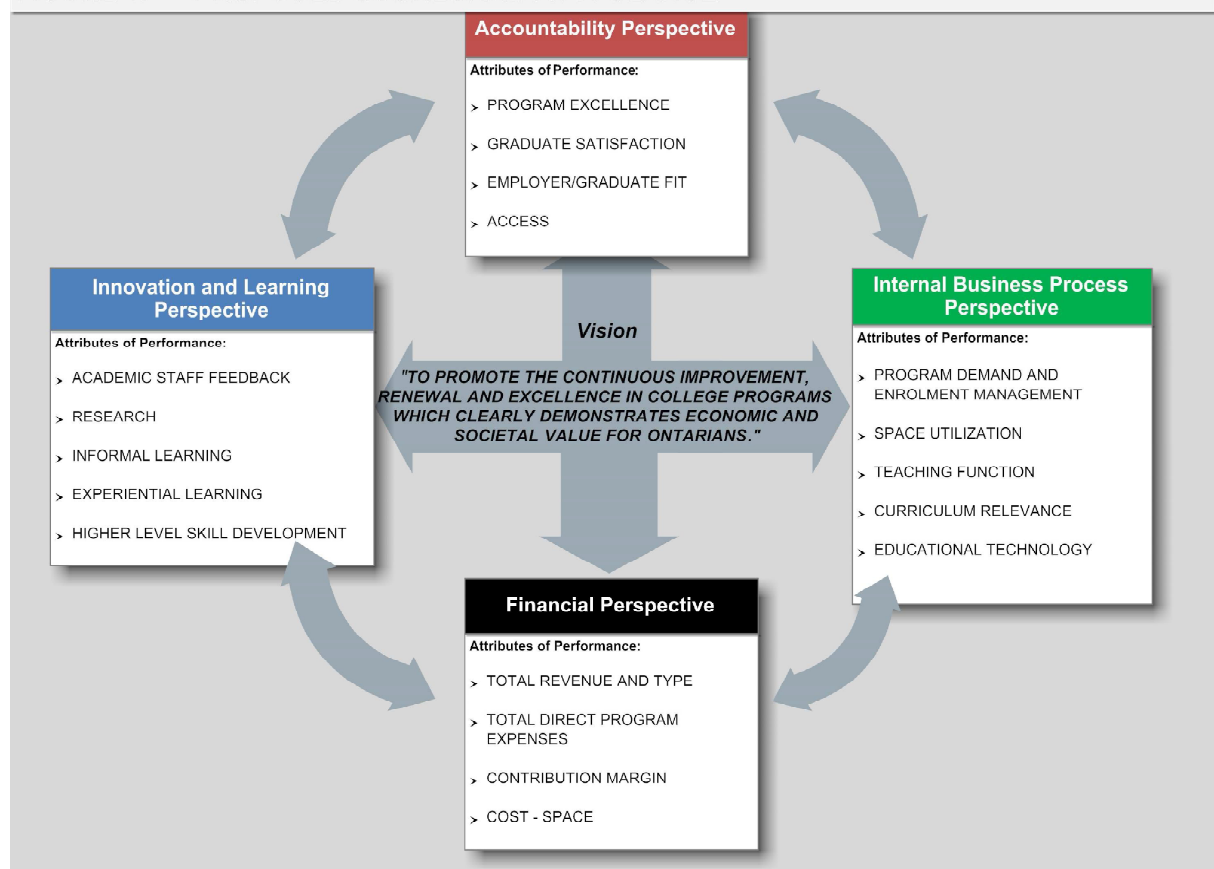 Accountability Perspective
Attributes of Performance:
➢ PROGRAM EXCELLENCE
➢ GRADUATE SATISFACTION
➢ EMPLOYER/GRADUATE FIT
➢ ACCESS
Innovation and Learning
Perspective
Attributes of Performance:
➢ ACADEMIC STAFF FEEDBACK
➢ RESEARCH
➢ INFORMAL LEARNING
➢ EXPERIENTIAL LEARNING
➢ HIGHER LEVEL SKILL DEVELOPMENT
Vision
"TO PROMOTE THE CONTINUOUS IMPROVEMENT,
RENEWAL AND EXCELLENCE IN COLLEGE PROGRAMS
WHICH CLEARLY DEMONSTRATES ECONOMIC AND
SOCIETAL VALUE FOR ONTARIANS."
Internal Business Process
Perspective
Attributes of Performance:
➢ PROGRAM DEMAND AND
ENROLMENT MANAGEMENT
➢ SPACE UTILIZATION
➢ TEACHING FUNCTION
➢ CURRICULUM RELEVANCE
➢ EDUCATIONAL TECHNOLOGY
Financial Perspective
Attributes of Performance:
➢ TOTAL REVENUE AND TYPE
➢ TOTAL DIRECT PROGRAM
EXPENSES
➢ CONTRIBUTION MARGIN
➢ COST - SPACE